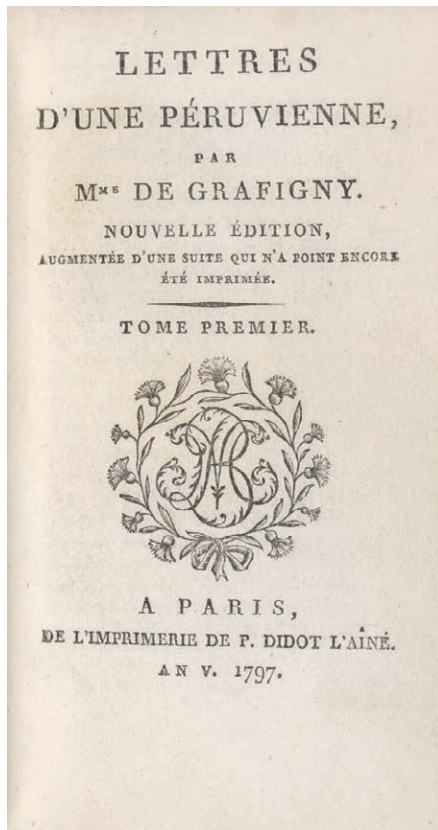 LETTRES
D'UNE PÉRUVIENNE,
PAR
MME DE GRAFIGNY.
NOUVELLE ÉDITION,
AUGMENTÉE D'UNE SUITE QUI N'A POINT ENCORE
ÉTÉ IMPRIMÉE.
TOME PREMIER.
A PARIS,
DE L'IMPRIMERIE DE P. DIDOT L'AÎNÉ.
AN V. 1797.